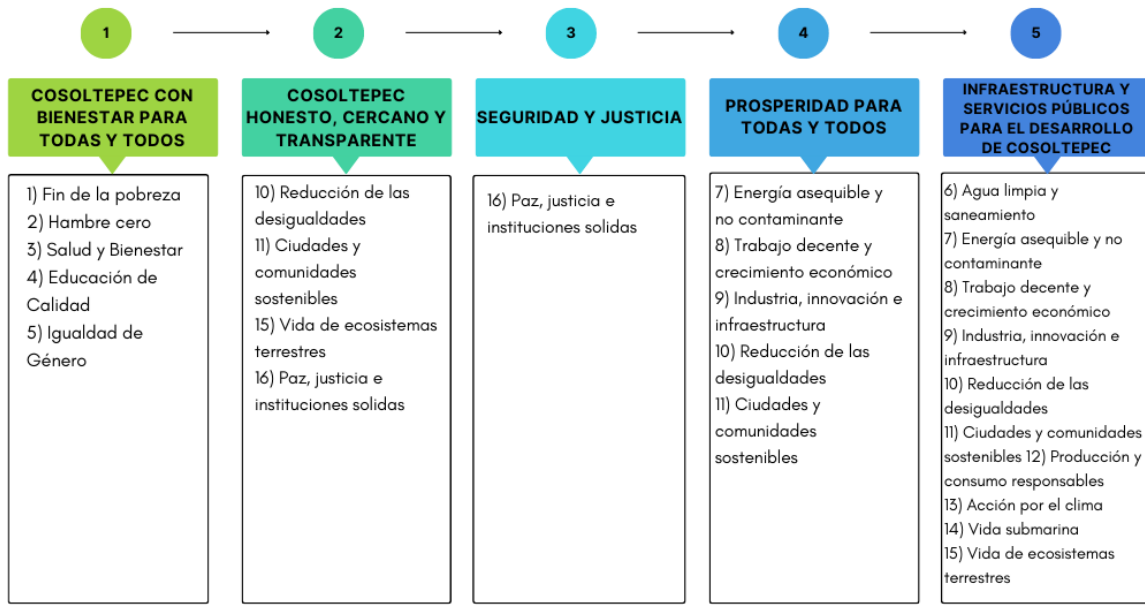 1
2
3
4
5
COSOLTEPEC CON
BIENESTAR PARA
TODAS Y TODOS
COSOLTEPEC
HONESTO, CERCANO Y
TRANSPARENTE
SEGURIDAD Y JUSTICIA
PROSPERIDAD PARA
TODAS Y TODOS
INFRAESTRUCTURA Y
SERVICIOS PÚBLICOS
PARA EL DESARROLLO
DE COSOLTEPEC
1) Fin de la pobreza
2) Hambre cero
3) Salud y Bienestar
4) Educación de
Calidad
5) Igualdad de
Género
10) Reducción de las
desigualdades
11) Ciudades y
comunidades
sostenibles
15) Vida de ecosistemas
terrestres
16) Paz, justicia e
instituciones solidas
16) Paz, justicia e
instituciones solidas
7) Energía asequible y
no contaminante
8) Trabajo decente y
crecimiento económico
9) Industria, innovación e
infraestructura
10) Reducción de las
desigualdades
11) Ciudades y
comunidades
sostenibles
6) Agua limpia y
saneamiento
7) Energía asequible y no
contaminante
8) Trabajo decente y
crecimiento económico
9) Industria, innovación e
infraestructura
10) Reducción de las
desigualdades
11) Ciudades y comunidades
sostenibles 12) Producción y
consumo responsables
13) Acción por el clima
14) Vida submarina
15) Vida de ecosistemas
terrestres